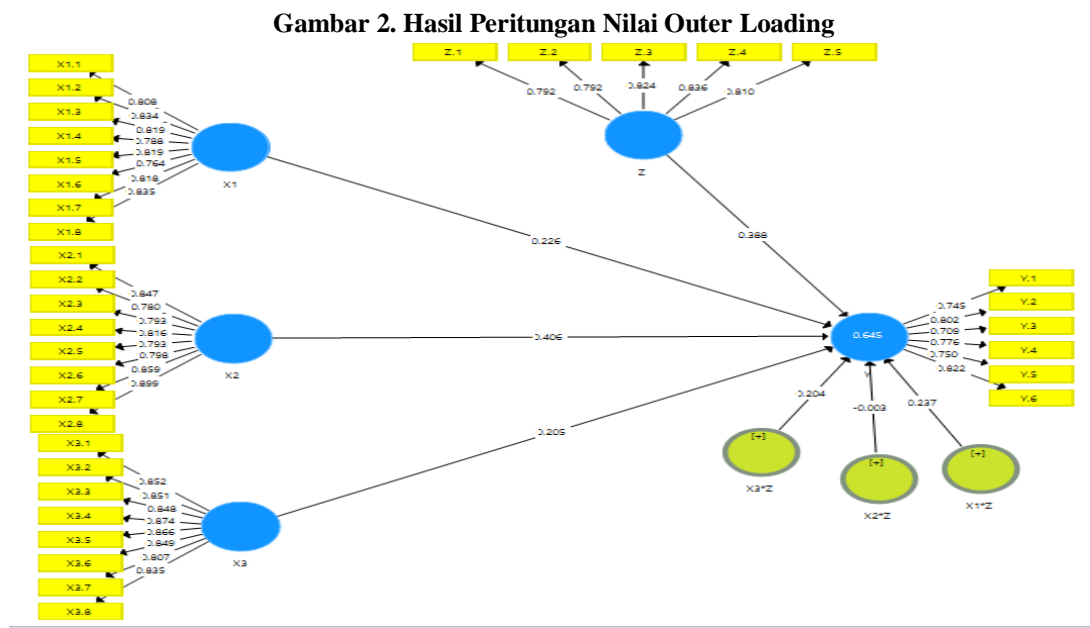 Gambar 2. Hasil Peritungan Nilai Outer Loading
Z.1
Z.2
Z.3
Z.4
Z.5
0.792
0.792
0.824
0.836
0.810
Z
X1.1
X1.2
X1.3
X1.4
X1.5
X1.6
X1.7
X1.8
0.808
0.834
0.819
0.788
0.819
0.764
0.818
0.835
X1
0.226
0.388
X2.1
X2.2
X2.3
X2.4
X2.5
X2.6
X2.7
X2.8
0.847
0.780
0.793
0.816
0.793
0.798
0.859
0.899
X2
0.406
0.645
Y
Y.1
Y.2
Y.3
Y.4
Y.5
Y.6
0.745
0.802
0.709
0.776
0.750
0.822
X3.1
X3.2
X3.3
X3.4
X3.5
X3.6
X3.7
X3.8
0.852
0.851
0.848
0.874
0.866
0.849
0.807
0.835
X3
0.205
0.204
-0.003
0.237
[+]
X3*Z
[+]
X2*Z
[+]
X1*Z